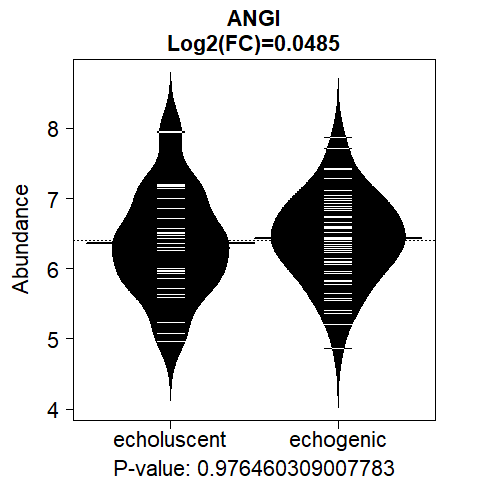 ANGI
Log2(FC)=0.0485
Abundance
8
7
6
5
4
echoluscent echogenic
P-value: 0.976460309007783